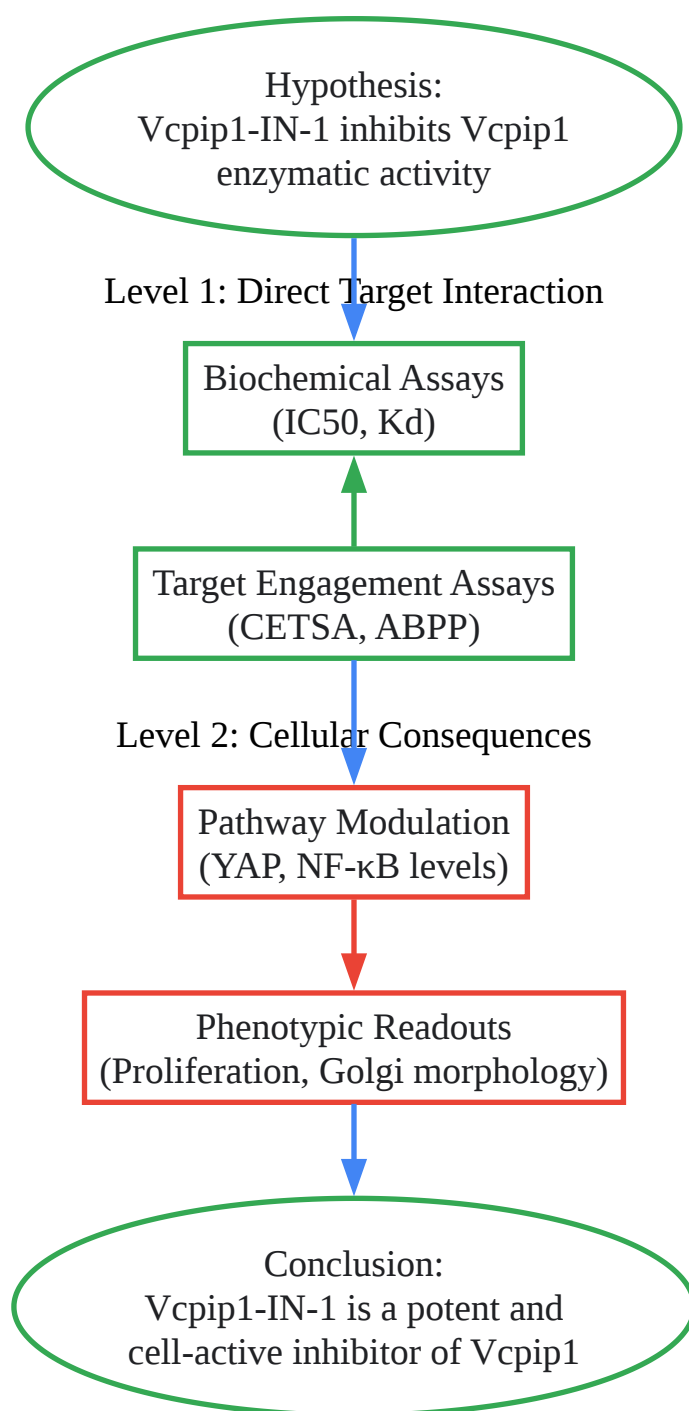 Hypothesis:
Vcpip1-IN-1 inhibits Vcpip1
enzymatic activity
Level 1: Direct Target Interaction
Biochemical Assays
(IC50, Kd)
Target Engagement Assays
(CETSA, ABPP)
Level 2: Cellular Consequences
Pathway Modulation
(YAP, NF-κB levels)
Phenotypic Readouts
(Proliferation, Golgi morphology)
Conclusion:
Vcpip1-IN-1 is a potent and
cell-active inhibitor of Vcpip1